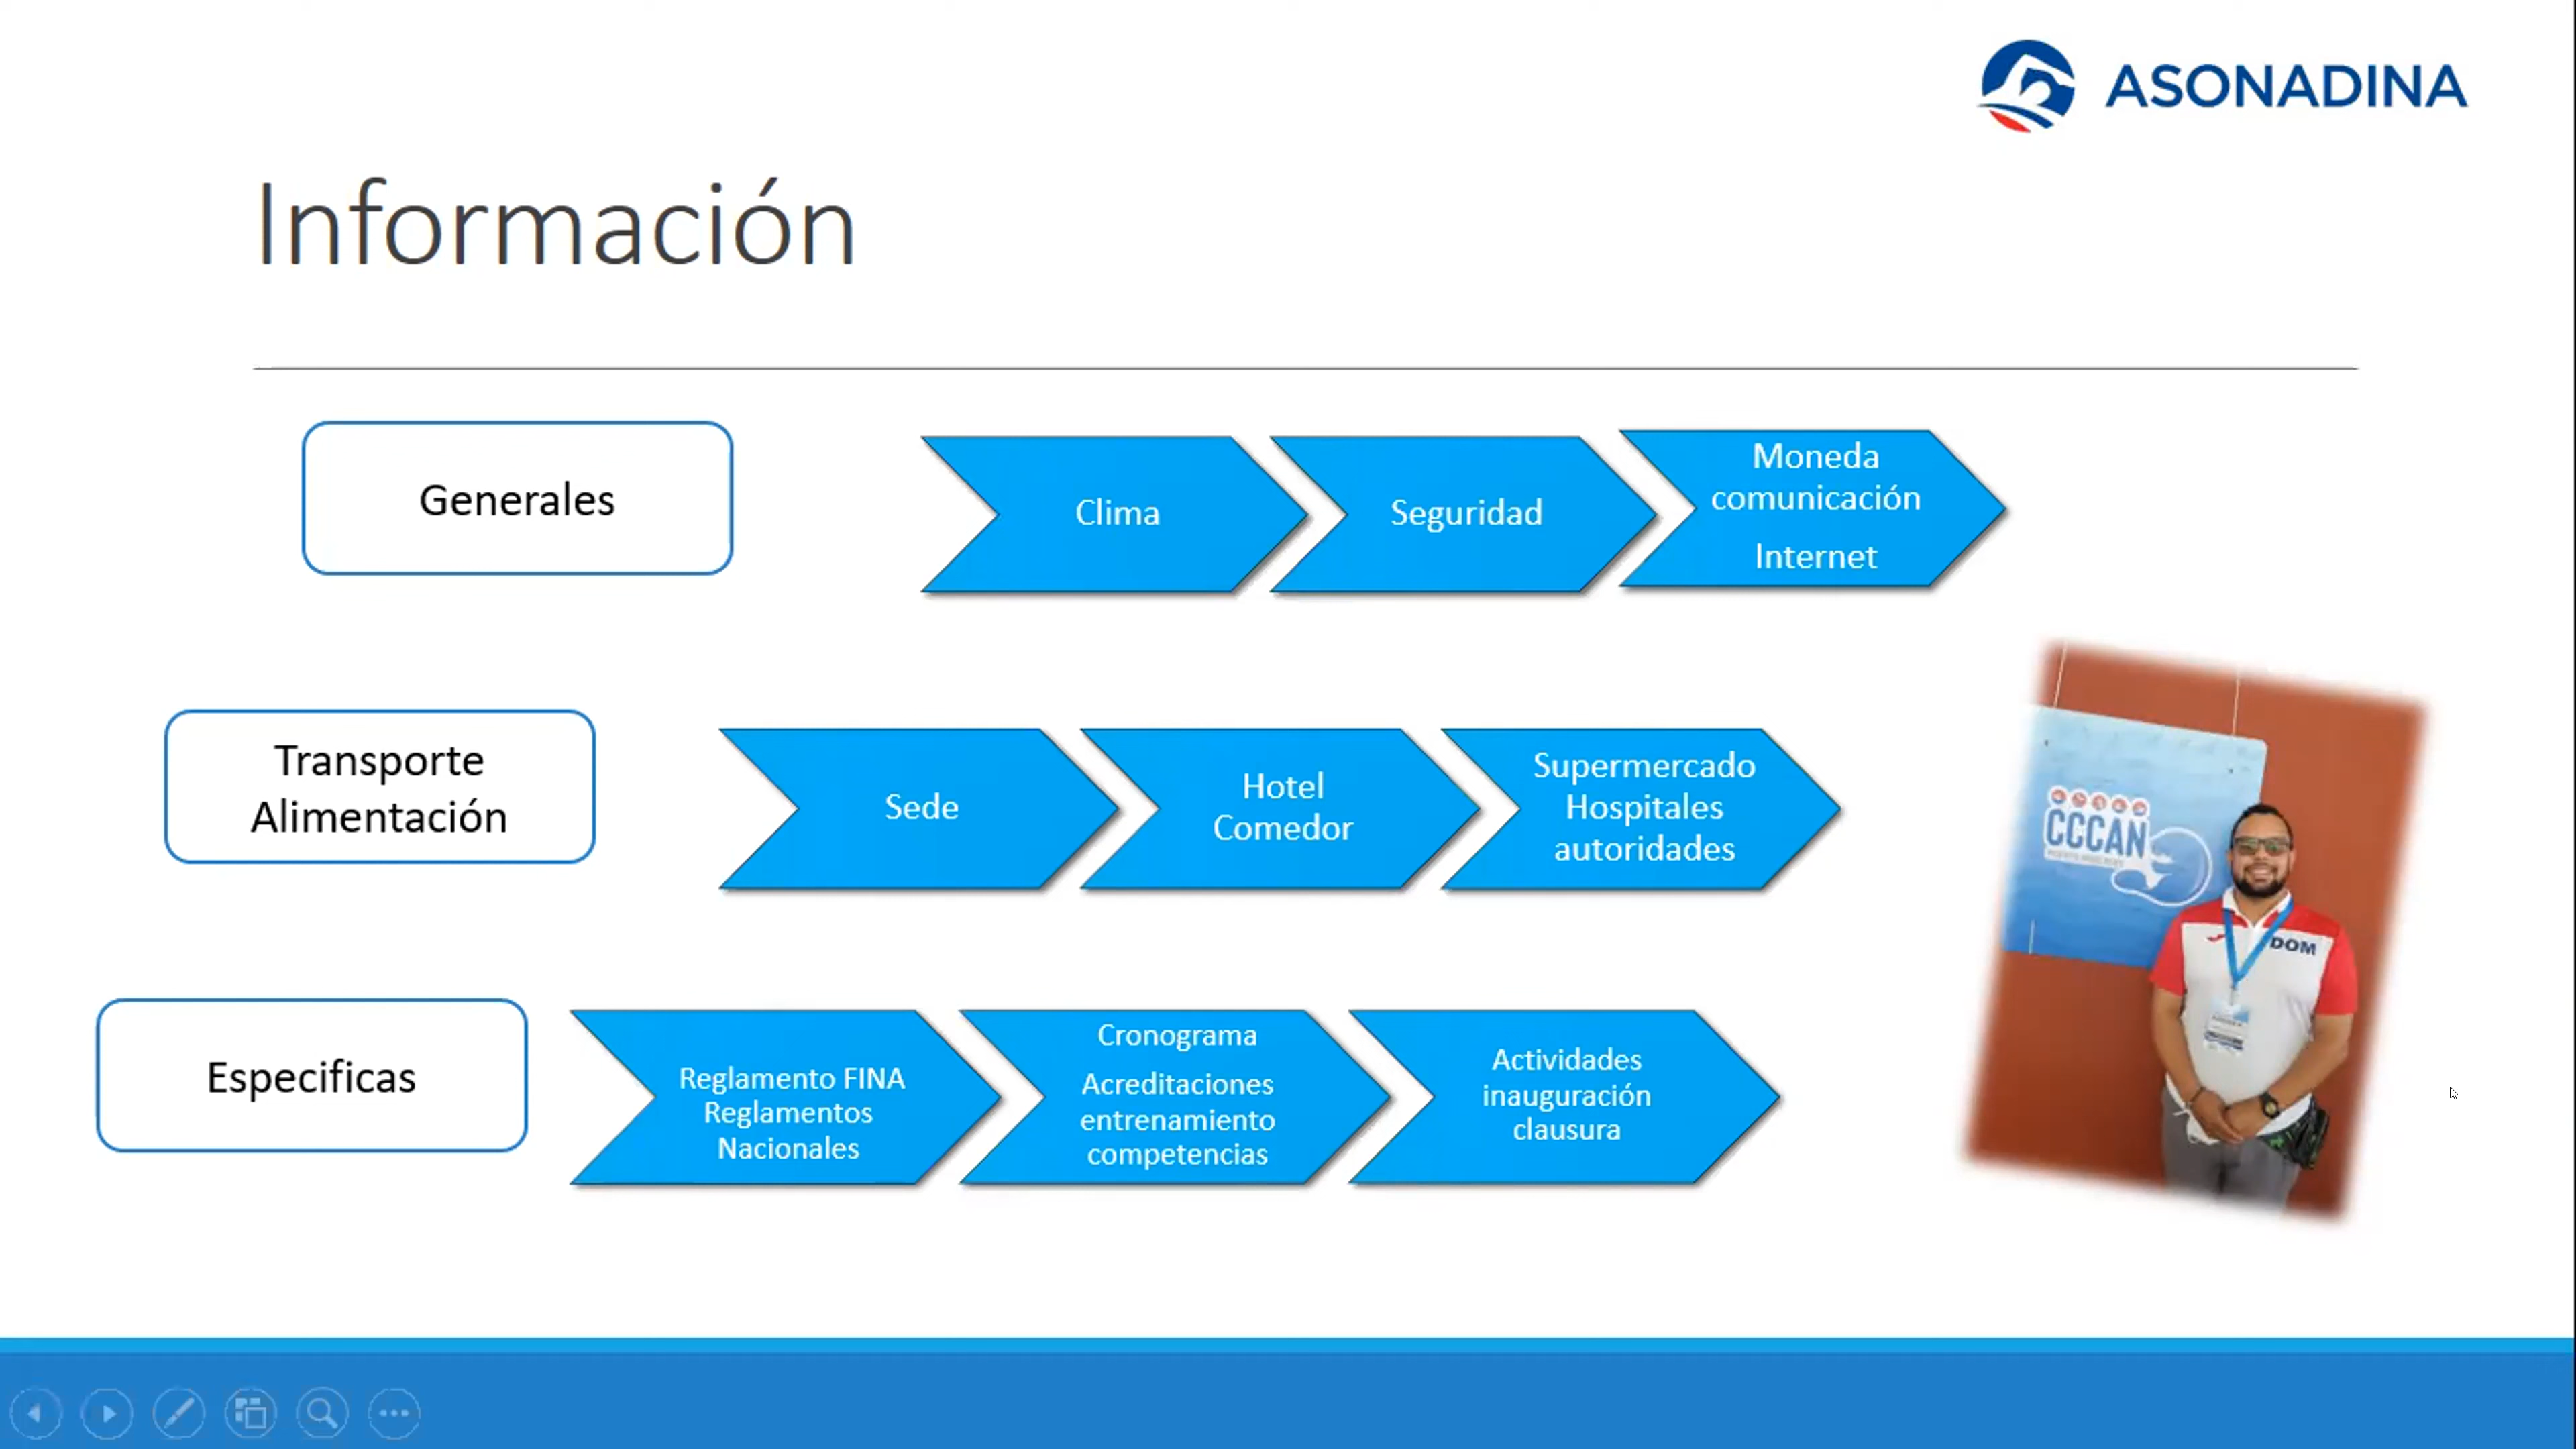 ASONADINA
Información
Generales
Clima
Seguridad
Moneda
comunicación
Internet
Transporte
Alimentación
Sede
Hotel
Comedor
Supermercado
Hospitales
autoridades
Especificas
Reglamento FINA
Reglamentos
Nacionales
Cronograma
Acreditaciones
entrenamiento
competencias
Actividades
inauguración
clausura
CCCAN
DOM